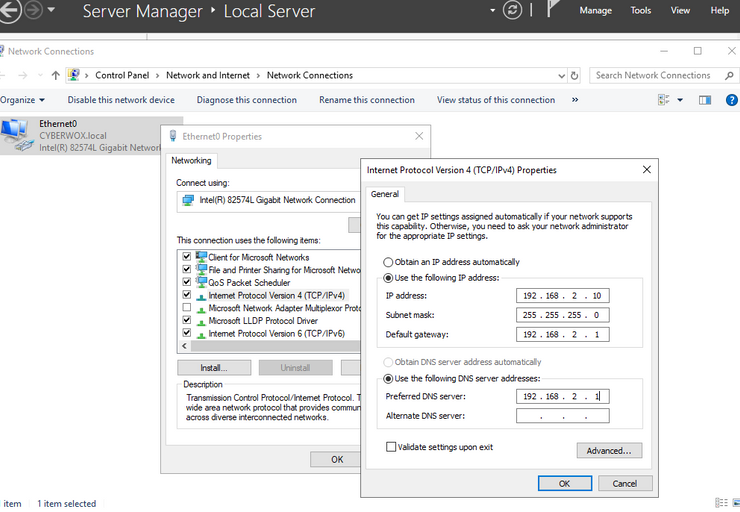 Server Manager ‣ Local Server
Manage Tools View Help
Network Connections
Control Panel › Network and Internet › Network Connections
Search Network Connections
Organize Disable this network device Diagnose this connection Rename this connection View status of this connection »
Ethernet0
CYBERWOX.local
Intel(R) 82574L Gigabit Network
Ethernet0 Properties
Networking
Connect using:
Intel(R) 82574L Gigabit Network Connection
This connection uses the following items:
Client for Microsoft Networks
File and Printer Sharing for Microsoft Netwo
QoS Packet Scheduler
Internet Protocol Version 4 (TCP/IPv4)
Microsoft Network Adapter Multiplexor Protoc
Microsoft LLDP Protocol Driver
Internet Protocol Version 6 (TCP/IPv6)
Install... Uninstall
Description
Transmission Control Protocol/Internet Protocol. T
wide area network protocol that provides commun
across diverse interconnected networks.
OK
Internet Protocol Version 4 (TCP/IPv4) Properties
General
You can get IP settings assigned automatically if your network supports
this capability. Otherwise, you need to ask your network administrator
for the appropriate IP settings.
Obtain an IP address automatically
Use the following IP address:
IP address: 192 . 168 . 2 . 10
Subnet mask: 255 . 255 . 255 . 0
Default gateway: 192 . 168 . 2 . 1
Obtain DNS server address automatically
Use the following DNS server addresses:
Preferred DNS server: 192 . 168 . 2 . 1
Alternate DNS server: . . .
Validate settings upon exit
Advanced...
OK Cancel
item 1 item selected